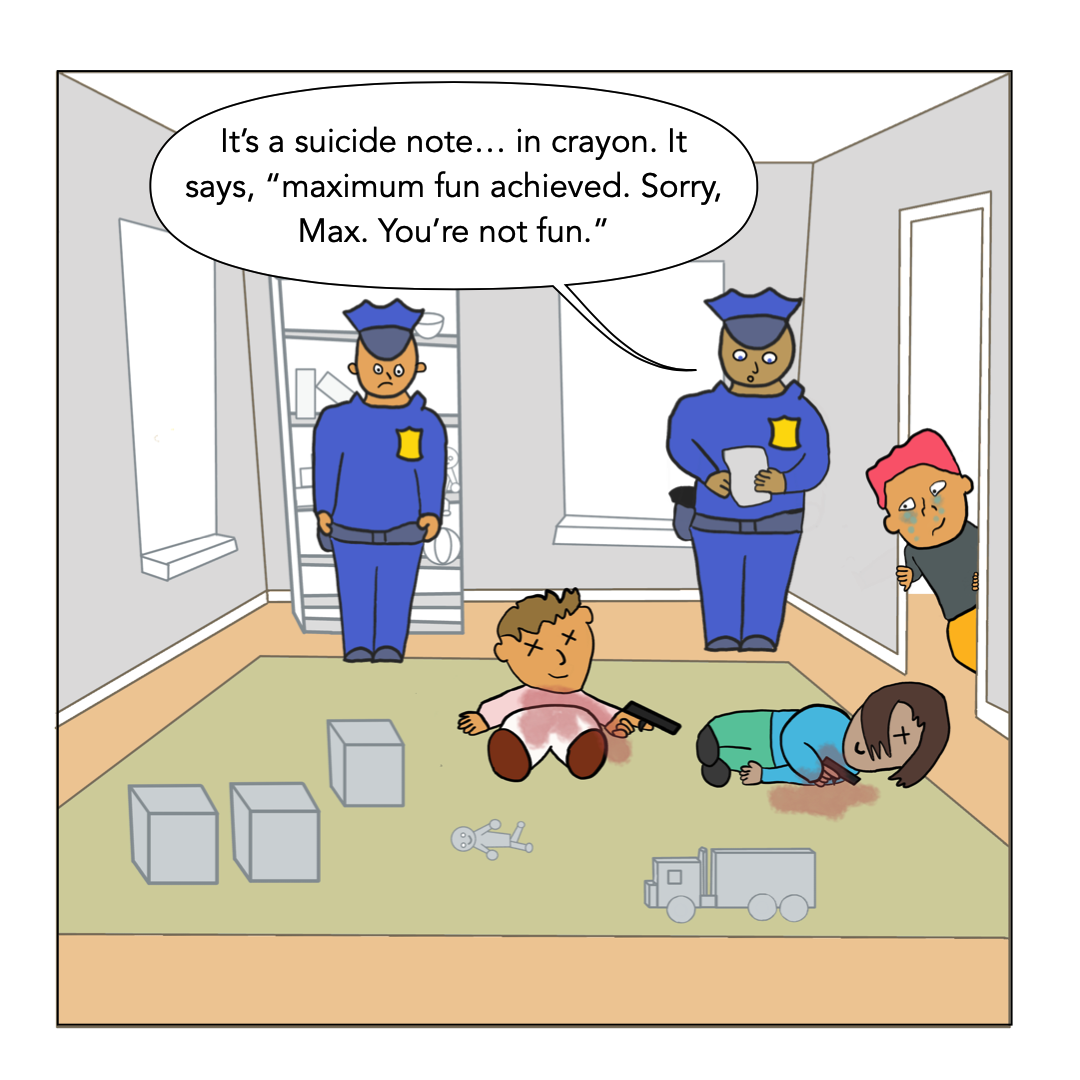 It’s a suicide note… in crayon. It
says, “maximum fun achieved. Sorry,
Max. You’re not fun.”